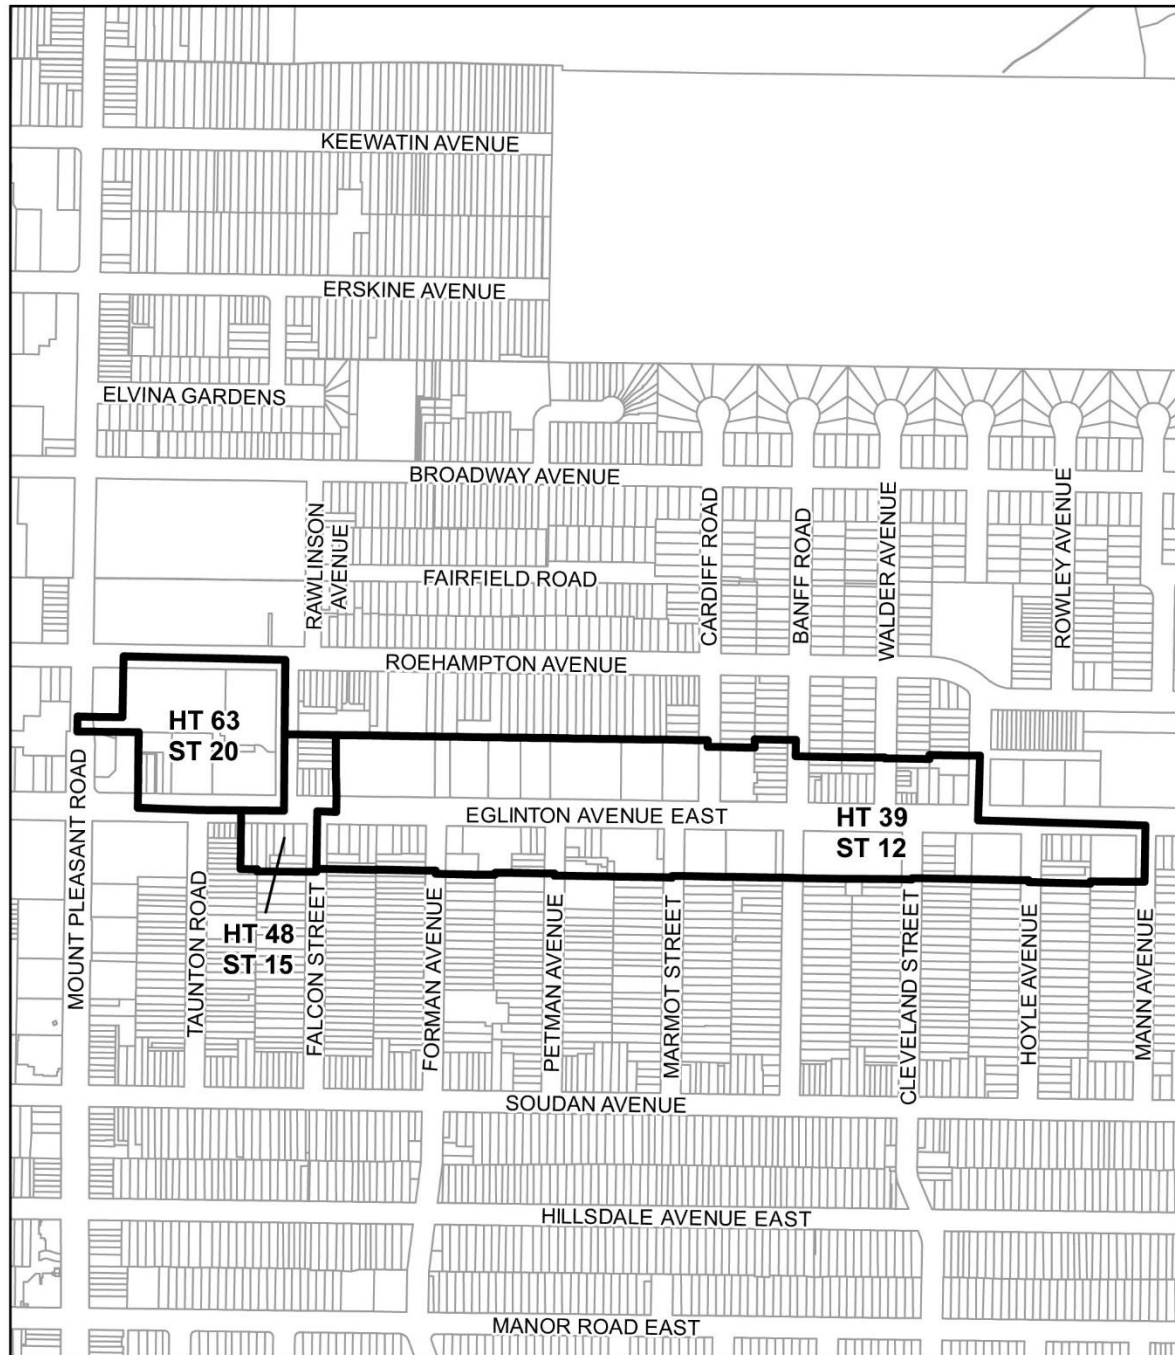 KEEWATIN AVENUE
ERSKINE AVENUE
ELVINA GARDENS
BROADWAY AVENUE
RAWLINSON
AVENUE
FAIRFIELD ROAD
CARDIFF ROAD
BANFF ROAD
WALDER AVENUE
ROWLEY AVENUE
ROEHAMPTON AVENUE
HT 63
ST 20
MOUNT PLEASANT ROAD
EGLINTON AVENUE EAST
HT 39
ST 12
HT 48
ST 15
TAUNTON ROAD
FALCON STREET
FORMAN AVENUE
PETMAN AVENUE
MARMOT STREET
CLEVELAND STREET
HOYLE AVENUE
MANN AVENUE
SOUDAN AVENUE
HILLSDALE AVENUE EAST
MANOR ROAD EAST